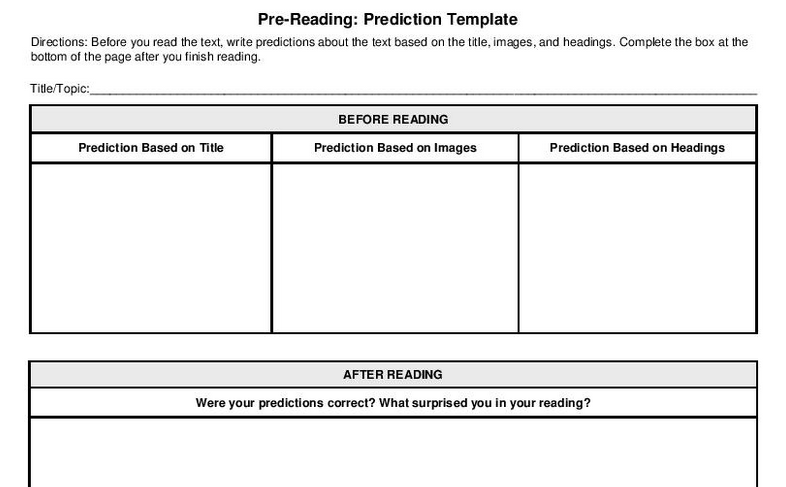 Pre-Reading: Prediction Template
Directions: Before you read the text, write predictions about the text based on the title, images, and headings. Complete the box at the
bottom of the page after you finish reading.
Title/Topic:
BEFORE READING
Prediction Based on Title
Prediction Based on Images
Prediction Based on Headings
AFTER READING
Were your predictions correct? What surprised you in your reading?